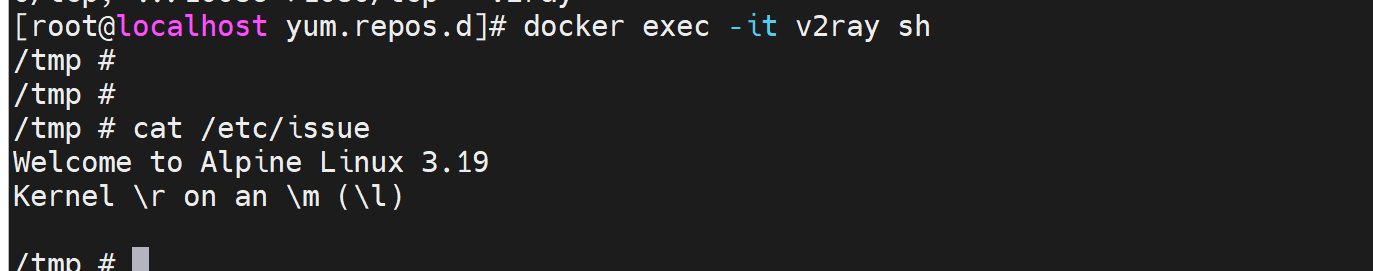 [root@localhost yum.repos.d]# docker exec -it v2ray sh
/tmp #
/tmp #
/tmp # cat /etc/issue
Welcome to Alpine Linux 3.19
Kernel \r on an \m (\l)
/tmp #